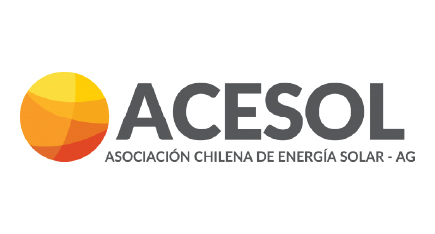 ACESOL
ASOCIACIÓN CHILENA DE ENERGÍA SOLAR - AG